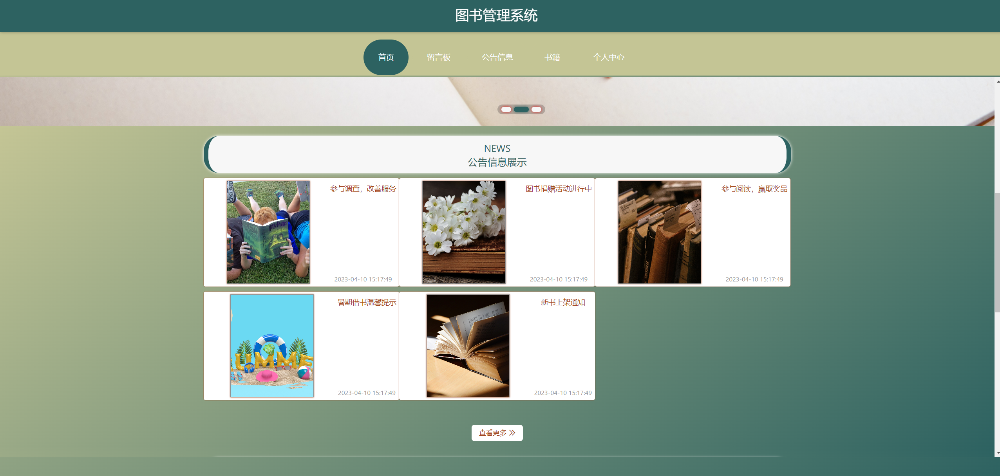 图书管理系统
首页
留言板
公告信息
书籍
个人中心
NEWS
公告信息展示
参与调查，改善服务
Harry Potter
2023-04-10 15:17:49
图书捐赠活动进行中
2023-04-10 15:17:49
参与阅读，赢取奖品
2023-04-10 15:17:49
暑期借书温馨提示
UMME
2023-04-10 15:17:49
新书上架通知
2023-04-10 15:17:49
查看更多